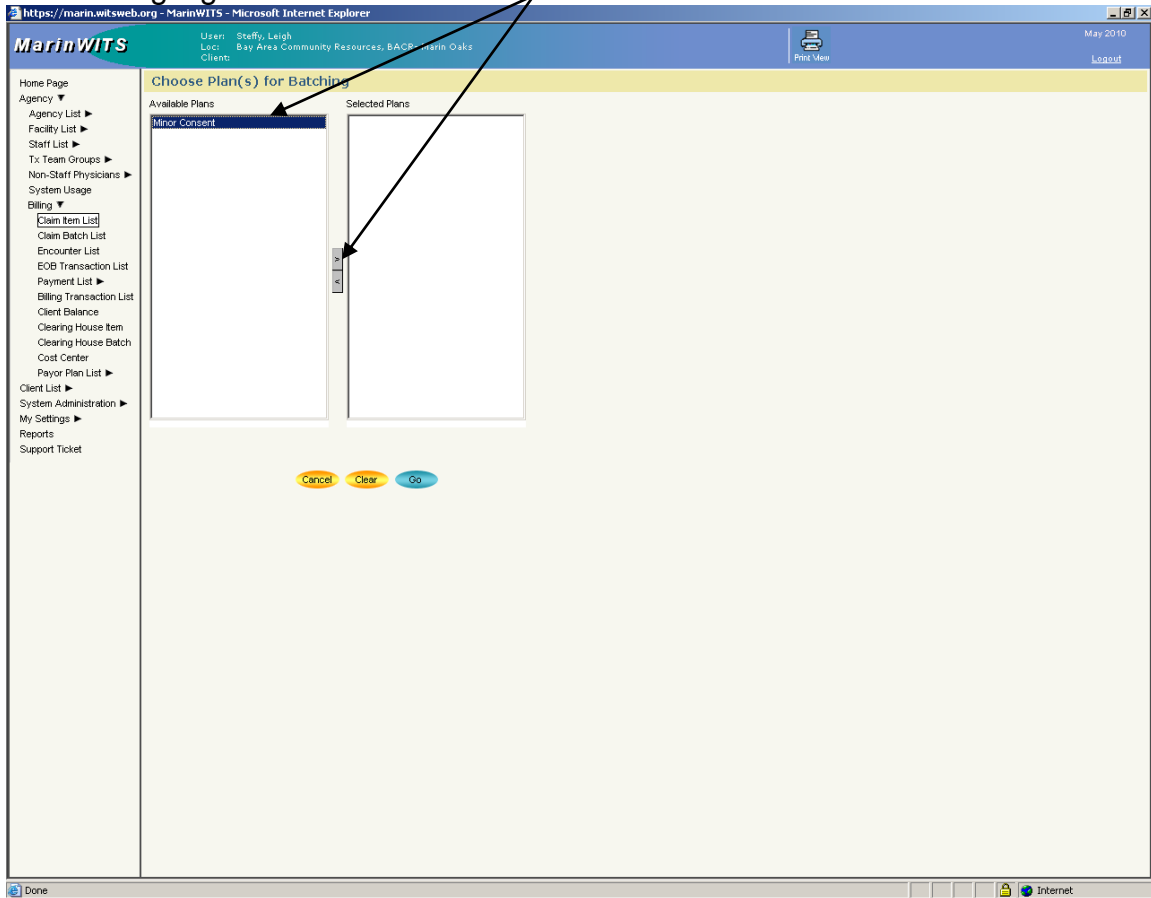 https://marin.witsweb.org - MarinWITS - Microsoft Internet Explorer
MarinWITS
User: Steffy, Leigh
Loc: Bay Area Community Resources, BACR- Marin Oaks
Client:
Print View
May 2010
Logout
Home Page
Agency ▼
Agency List ►
Facility List ►
Staff List ►
Tx Team Groups ►
Non-Staff Physicians ►
System Usage
Billing ▼
Claim Item List
Claim Batch List
Encounter List
EOB Transaction List
Payment List ►
Billing Transaction List
Client Balance
Clearing House Item
Clearing House Batch
Cost Center
Payor Plan List ►
Client List ►
System Administration ►
My Settings ►
Reports
Support Ticket
Choose Plan(s) for Batching
Available Plans
Selected Plans
Minor Consent
>
<
Cancel
Clear
Go
Done
Internet